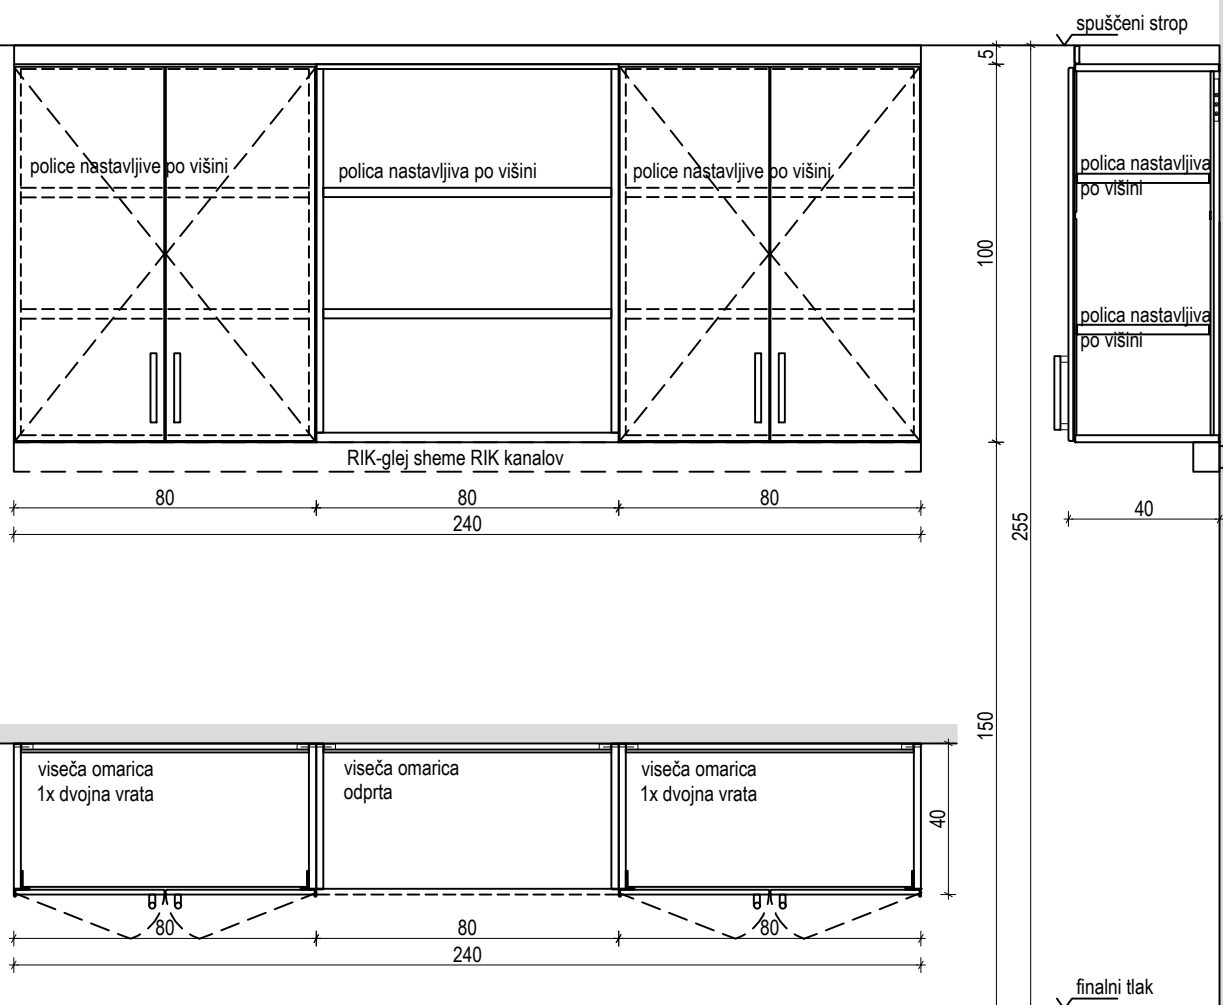 spuščeni strop
5
police nastavljive po višini
polica nastavljiva po višini
police nastavljive po višini
polica nastavljiva
po višini
100
polica nastavljiva
po višini
RIK-glej sheme RIK kanalov
80
80
80
240
255
40
150
viseča omarica
1x dvojna vrata
viseča omarica
odprta
viseča omarica
1x dvojna vrata
40
80
80
80
240
finalni tlak